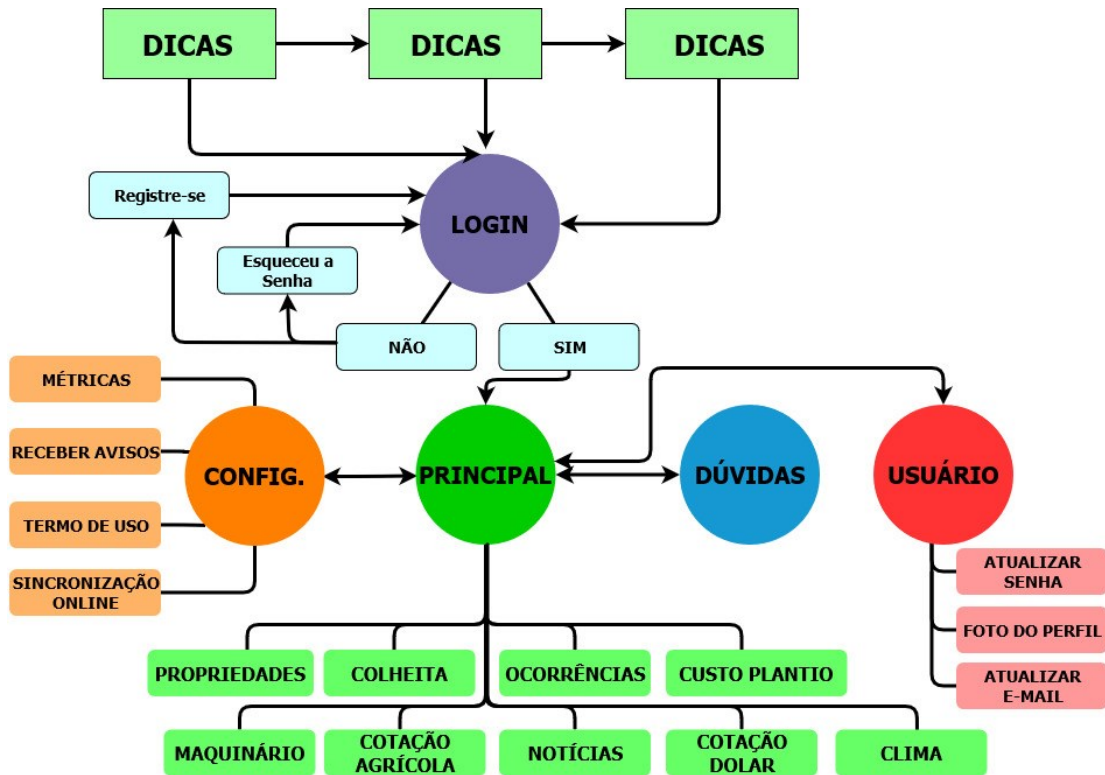 DICAS
DICAS
DICAS
Registre-se
LOGIN
Esqueceu a
Senha
NÃO
SIM
MÉTRICAS
RECEBER AVISOS
TERMO DE USO
SINCRONIZAÇÃO
ONLINE
CONFIG.
PRINCIPAL
DÚVIDAS
USUÁRIO
ATUALIZAR
SENHA
FOTO DO PERFIL
ATUALIZAR
E-MAIL
PROPRIEDADES
COLHEITA
OCORRÊNCIAS
CUSTO PLANTIO
MAQUINÁRIO
COTAÇÃO
AGRÍCOLA
NOTÍCIAS
COTAÇÃO
DOLAR
CLIMA